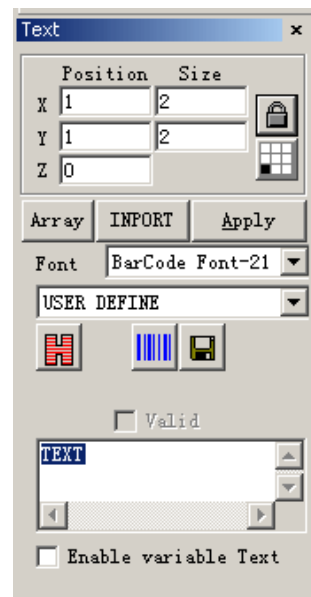 Text
Position Size
X 1 2
Y 1 2
Z 0
Array INPORT Apply
Font BarCode Font-21
USER DEFINE
Valid
TEXT
Enable variable Text